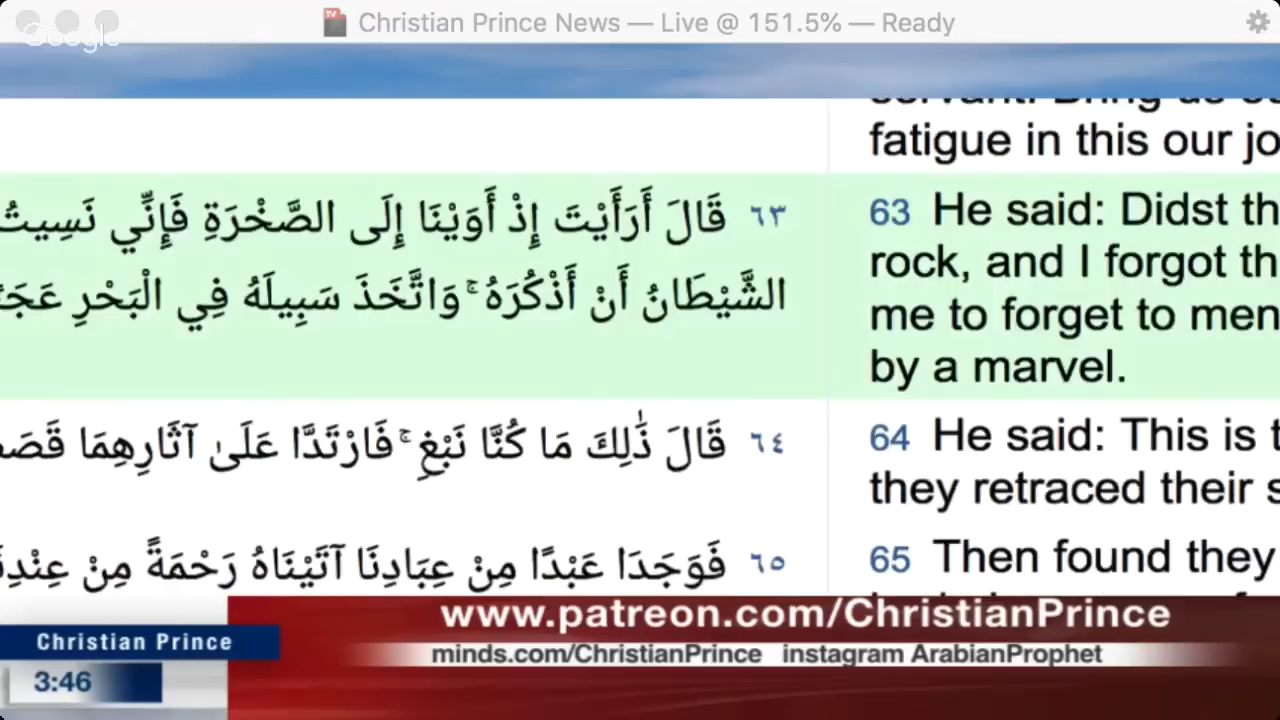 Christian Prince News — Live @ 151.5% — Ready
Google
fatigue in this our jo
٦٣ قَالَ أَرَأَيْتَ إِذْ أَوَيْنَا إِلَى الصَّخْرَةِ فَإِنِّي نَسِيتُ
الشَّيْطَانُ أَنْ أَذْكُرَهُ ۚ وَاتَّخَذَ سَبِيلَهُ فِي الْبَحْرِ
63 He said: Didst th
rock, and I forgot th
me to forget to men
by a marvel.
٦٤ قَالَ ذَٰلِكَ مَا كُنَّا نَبْغِ ۚ فَارْتَدَّا عَلَىٰ آثَارِهِمَا
64 He said: This is t
they retraced their s
٦٥ فَوَجَدَا عَبْدًا مِنْ عِبَادِنَا آتَيْنَاهُ رَحْمَةً مِنْ
65 Then found they
www.patreon.com/ChristianPrince
minds.com/ChristianPrince instagram ArabianProphet
Christian Prince
3:46